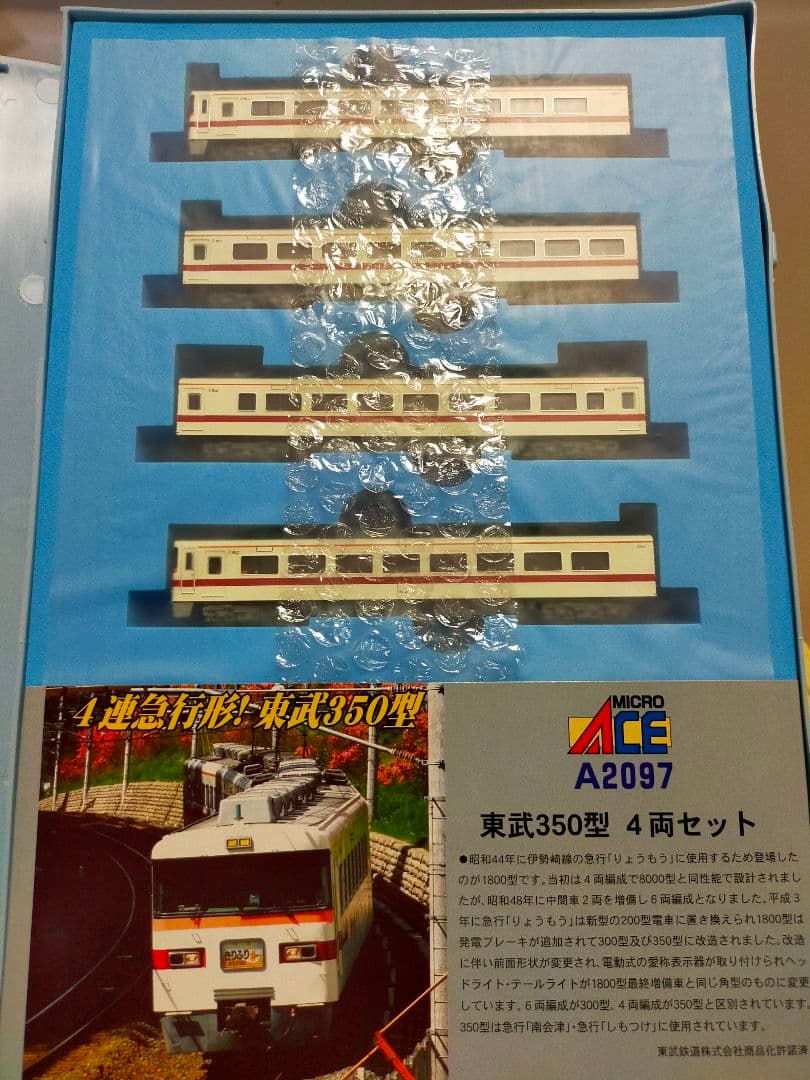 4連急行形! 東武350型
きりふり
MICRO
ACE
A2097
東武350型 4両セット
●昭和44年に伊勢崎線の急行「りょうもう」に使用するため登場した
のが1800型です。当初は4両編成で8000型と同性能で設計されまし
たが、昭和48年に中間車2両を増備し6両編成となりました。平成3
年に急行「りょうもう」は新型の200型電車に置き換えられ1800型は
発電ブレーキが追加されて300型及び350型に改造されました。改造
に伴い前面形状が変更され、電動式の愛称表示器が取り付けられヘッ
ドライト・テールライトが1800型最終増備車と同じ角型のものに変更
しています。6両編成が300型、4両編成が350型と区別されています。
350型は急行「南会津」・急行「しもつけ」に使用されています。
東武鉄道株式会社商品化許諾済